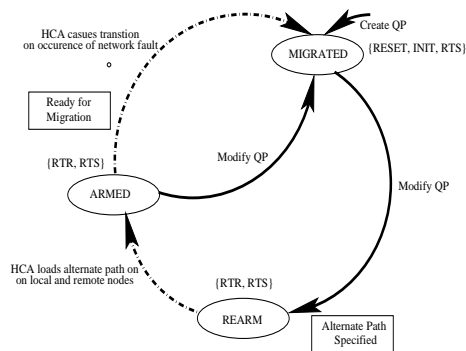 HCA casues transtion
on occurence of network fault
Create QP
MIGRATED
{RESET, INIT, RTS}
Ready for
Migration
{RTR, RTS}
Modify QP
ARMED
Modify QP
HCA loads alternate path on
on local and remote nodes
{RTR, RTS}
REARM
Alternate Path
Specified